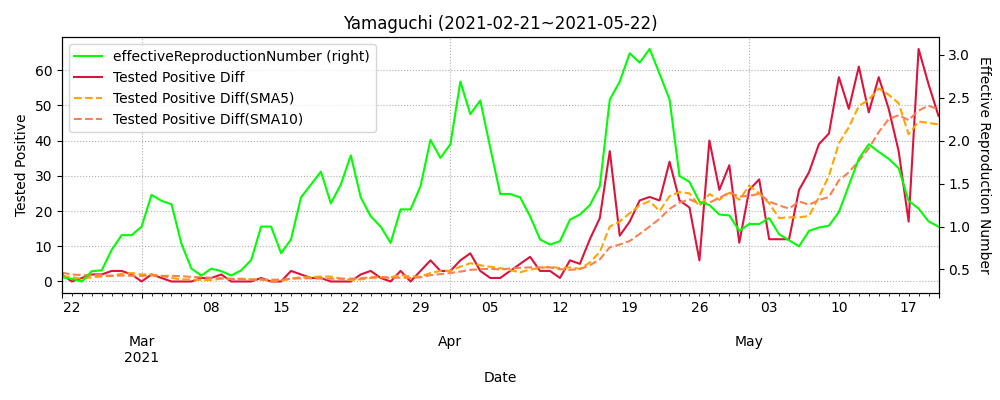 Yamaguchi (2021-02-21~2021-05-22)
effectiveReproductionNumber (right)
Tested Positive Diff
Tested Positive Diff(SMA5)
Tested Positive Diff(SMA10)
Tested Positive
60
50
40
30
20
10
0
3.0
2.5
2.0
1.5
1.0
0.5
Effective Reproduction Number
22 08 15 22 29 05 12 19 26 03 10 17
Mar Apr May
2021
Date